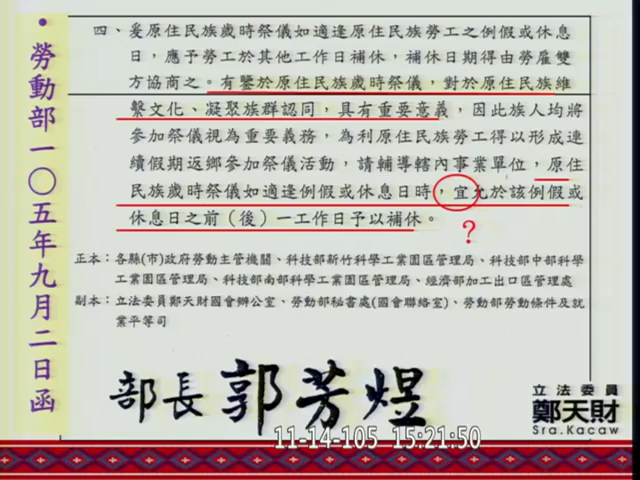 •勞動部一〇五年九月二日函
四、爰原住民族歲時祭儀如適逢原住民族勞工之例假或休息
日，應予勞工於其他工作日補休，補休日期得由勞雇雙
方協商之。有鑒於原住民族歲時祭儀，對於原住民族維
繫文化、凝聚族群認同，具有重要意義，因此族人均將
參加祭儀視為重要義務，為利原住民族勞工得以形成連
續假期返鄉參加祭儀活動，請輔導轄內事業單位，原住
民族歲時祭儀如適逢例假或休息日時，宜允於該例假或
休息日之前（後）一工作日予以補休。
?
正本：各縣(市)政府勞動主管機關、科技部新竹科學工業園區管理局、科技部中部科學
工業園區管理局、科技部南部科學工業園區管理局、經濟部加工出口區管理處
副本：立法委員鄭天財國會辦公室、勞動部秘書處(國會聯絡室)、勞動部勞動條件及就
業平等司
部長 郭芳煜
立法委員
鄭天財
Sra.Kacaw
11-14-105 15:21:50